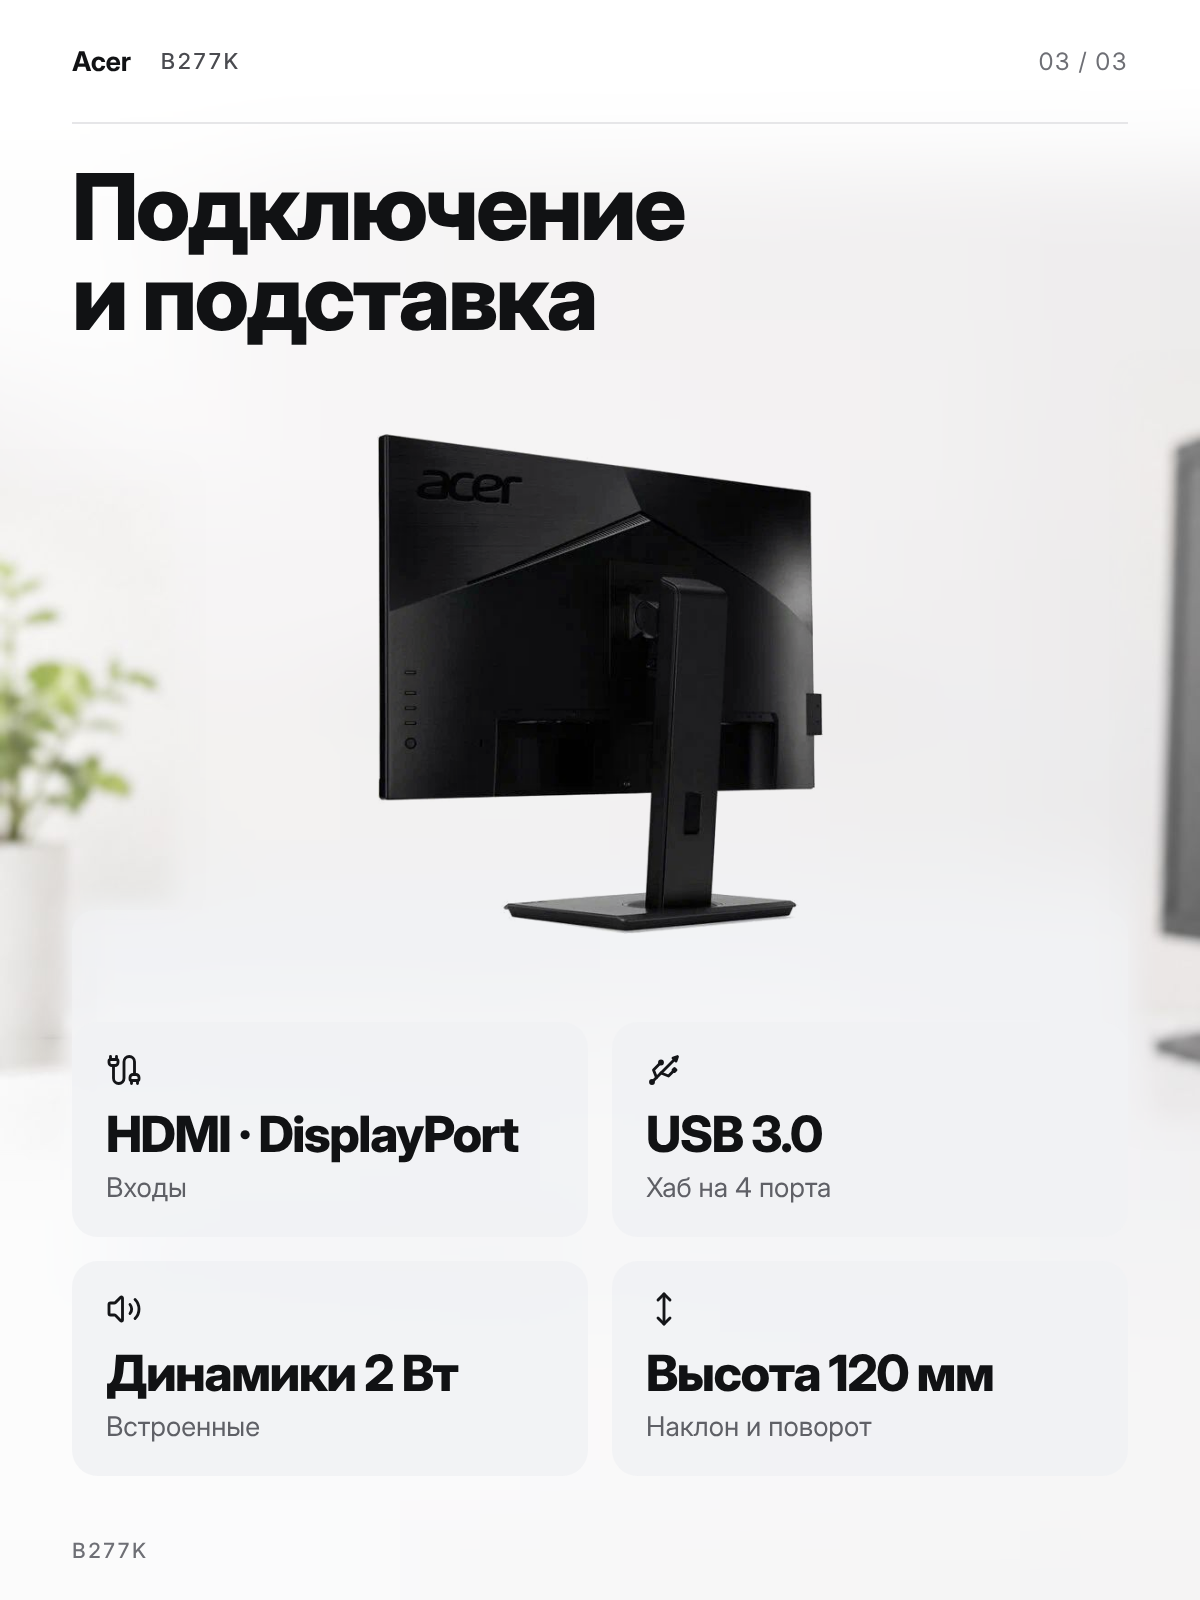 Acer B277K 03 / 03
Подключение
и подставка
acer
HDMI · DisplayPort
Входы
USB 3.0
Хаб на 4 порта
Динамики 2 Вт
Встроенные
Высота 120 мм
Наклон и поворот
B277K